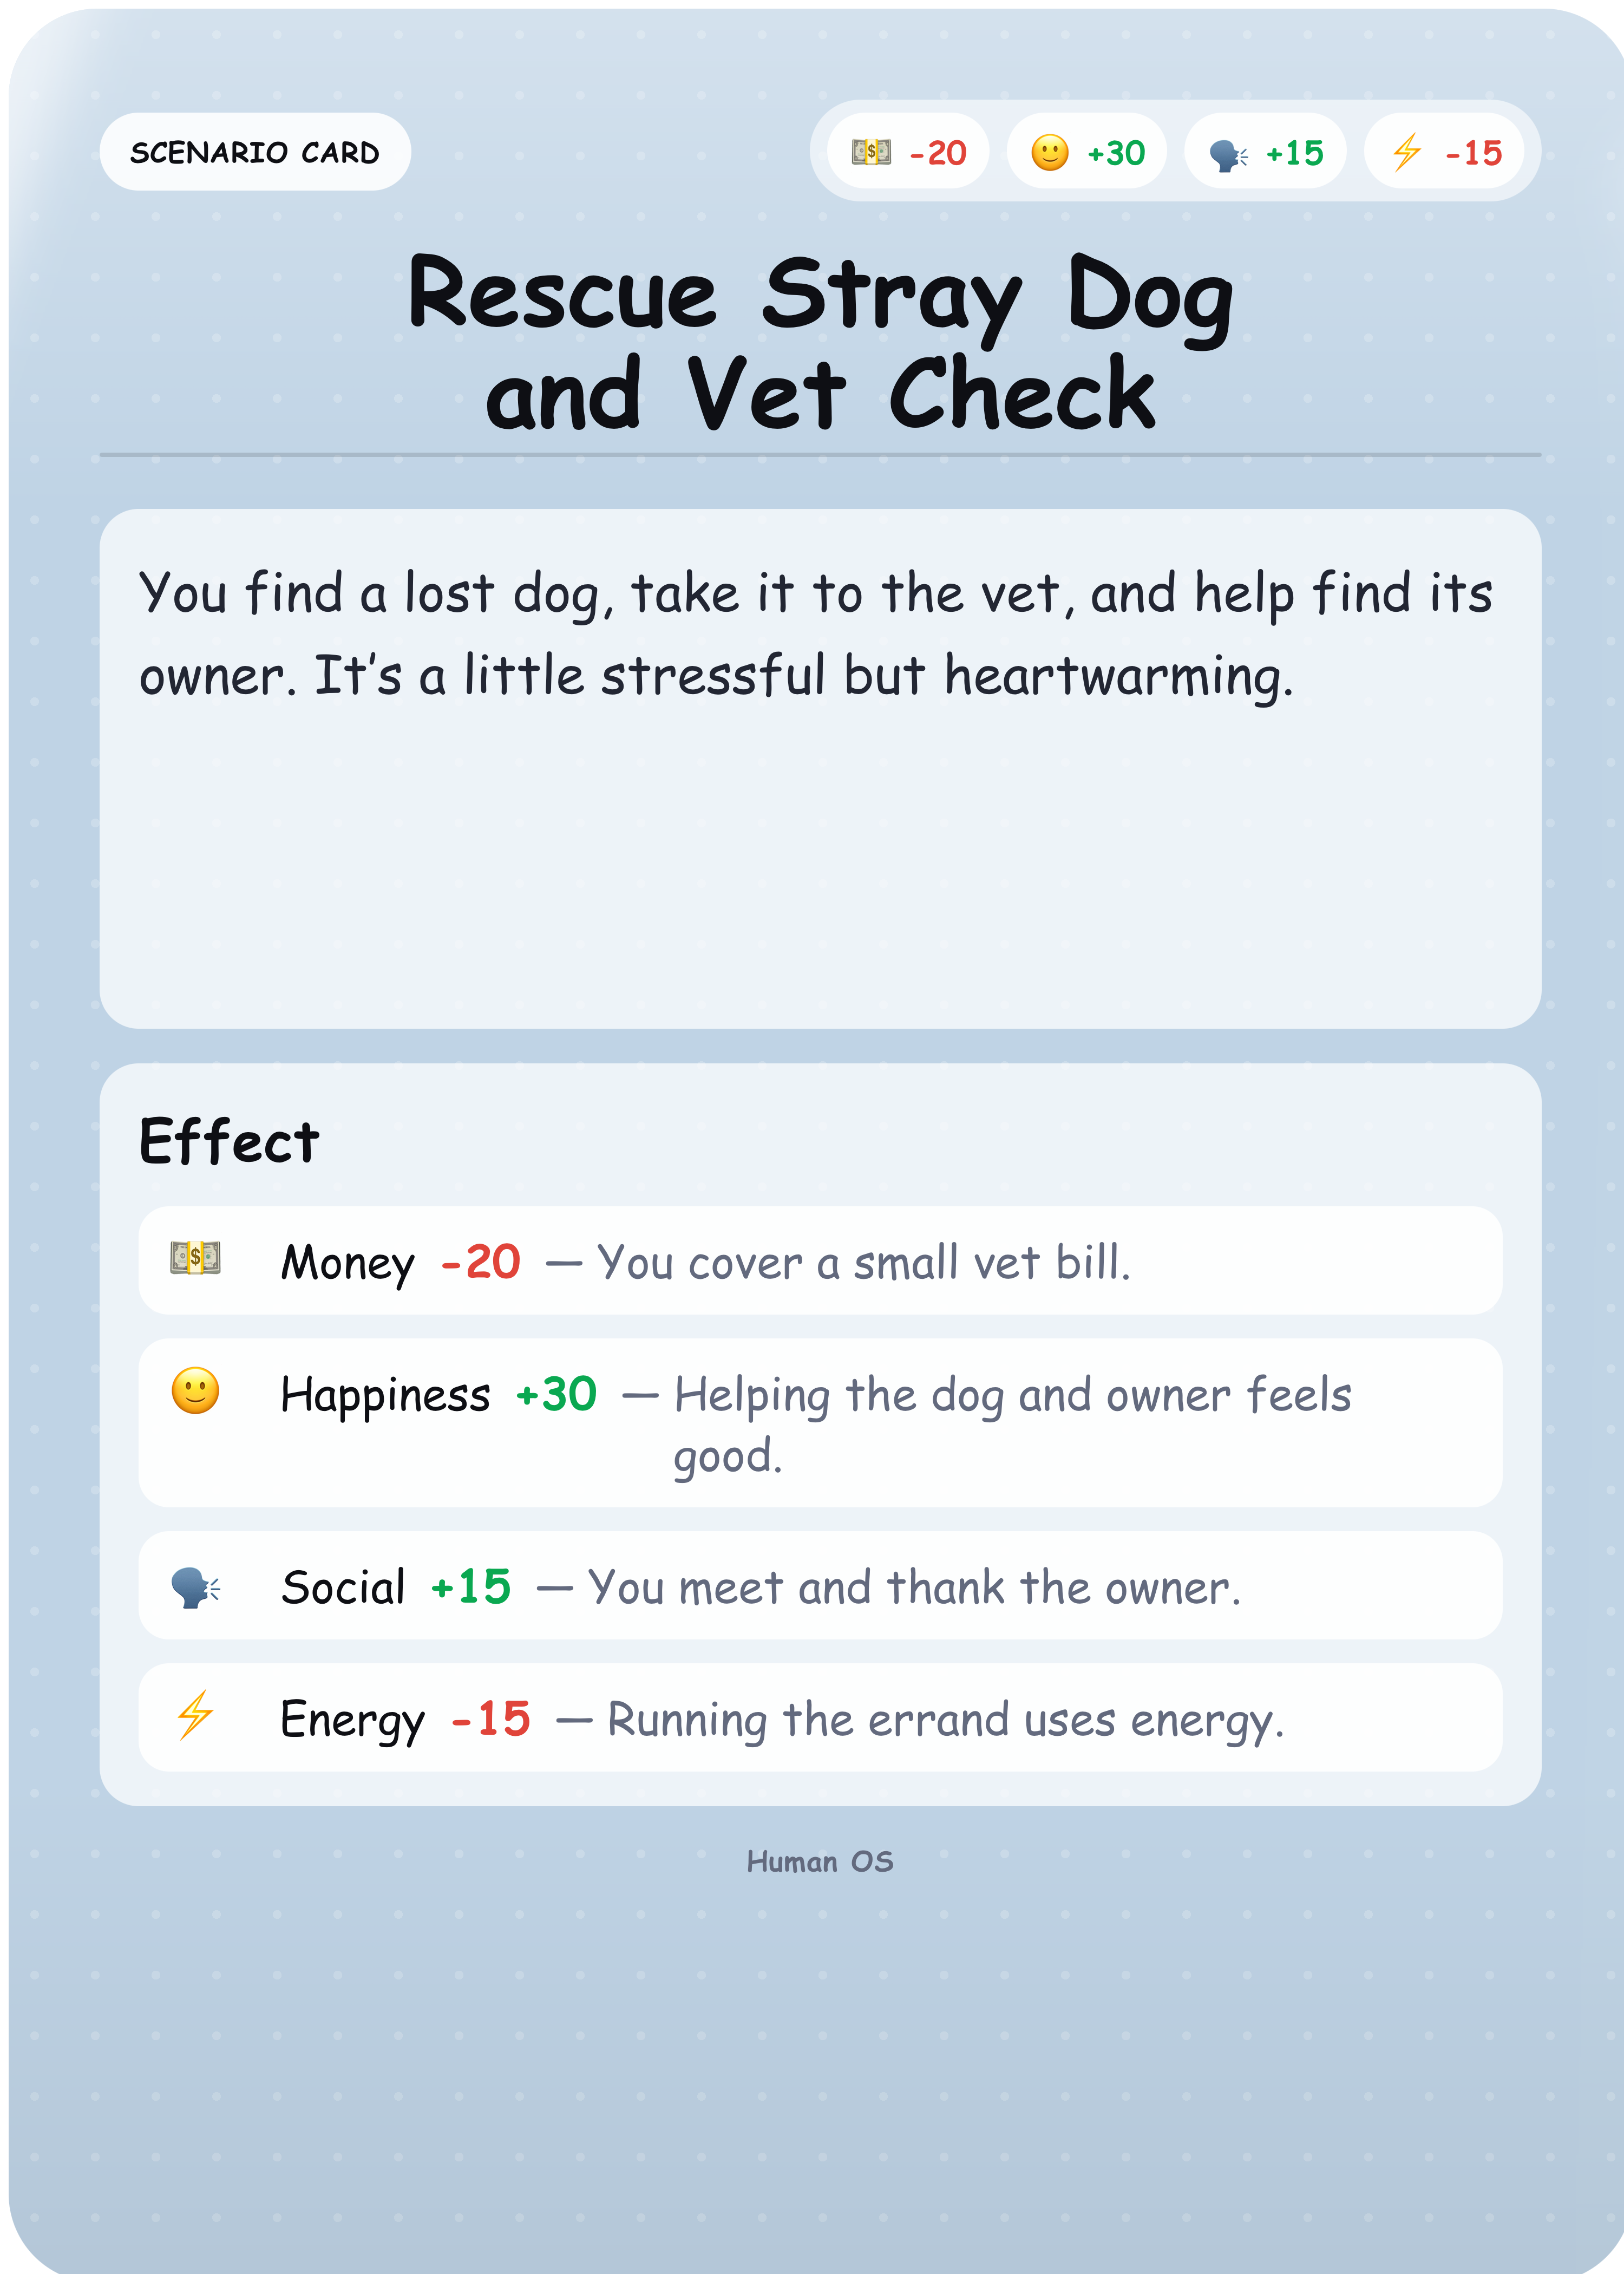 SCENARIO CARD
💵 -20 🙂 +30 🗣️ +15 ⚡ -15
Rescue Stray Dog
and Vet Check
You find a lost dog, take it to the vet, and help find its
owner. It's a little stressful but heartwarming.
Effect
💵 Money -20 — You cover a small vet bill.
🙂 Happiness +30 — Helping the dog and owner feels
good.
🗣️ Social +15 — You meet and thank the owner.
⚡ Energy -15 — Running the errand uses energy.
Human OS